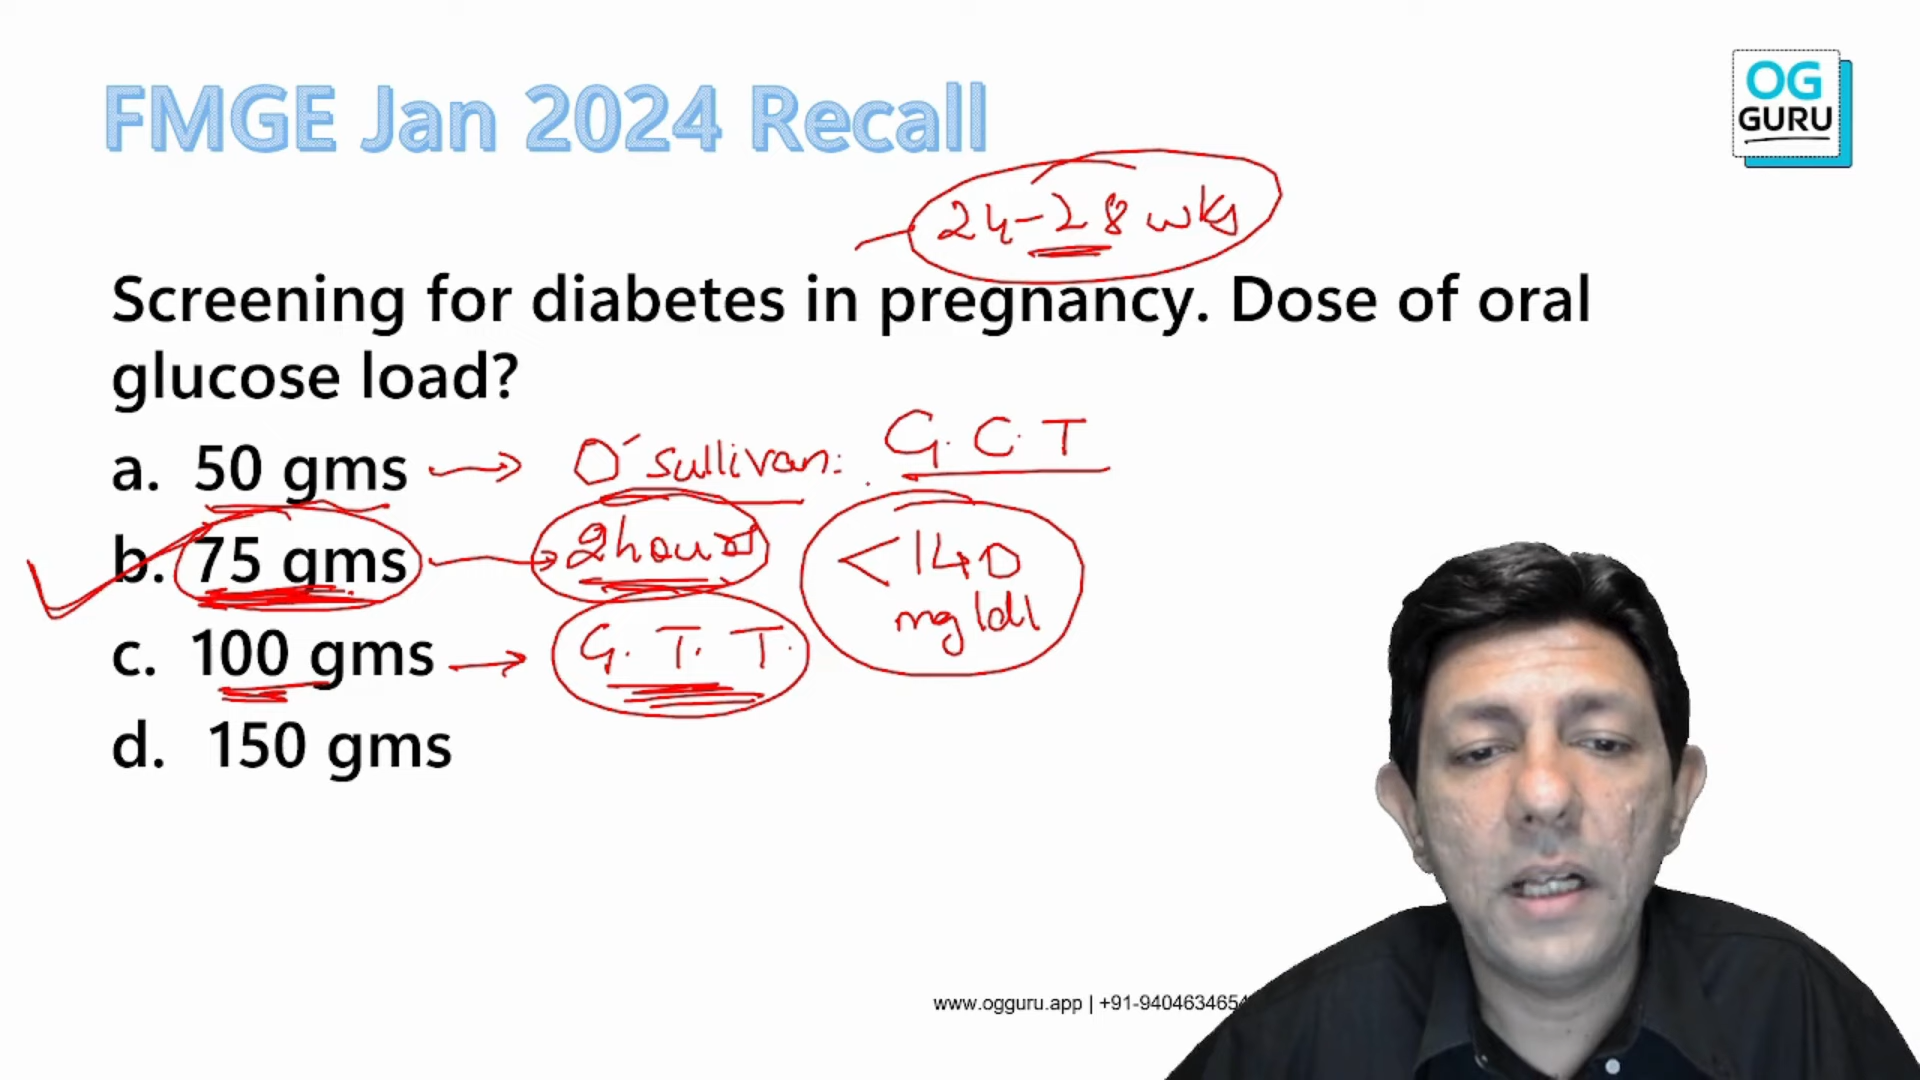 FMGE Jan 2024 Recall
OG
GURU
24-28 wks
Screening for diabetes in pregnancy. Dose of oral
glucose load?
a. 50 gms → O'sullivan: G.C.T
b. 75 gms → 2hours <140
mg/dl
c. 100 gms → G.T.T.
d. 150 gms
www.ogguru.app | +91-940463465